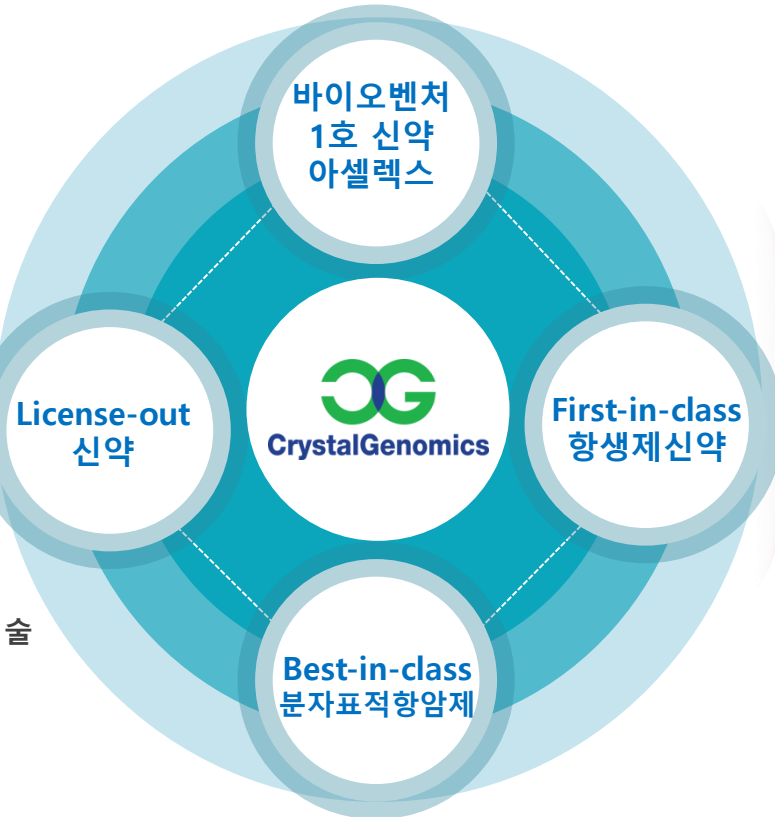 바이오벤처
1호 신약
아셀렉스
License-out
신약
CG
CrystalGenomics
First-in-class
항생제신약
술
Best-in-class
분자표적항암제